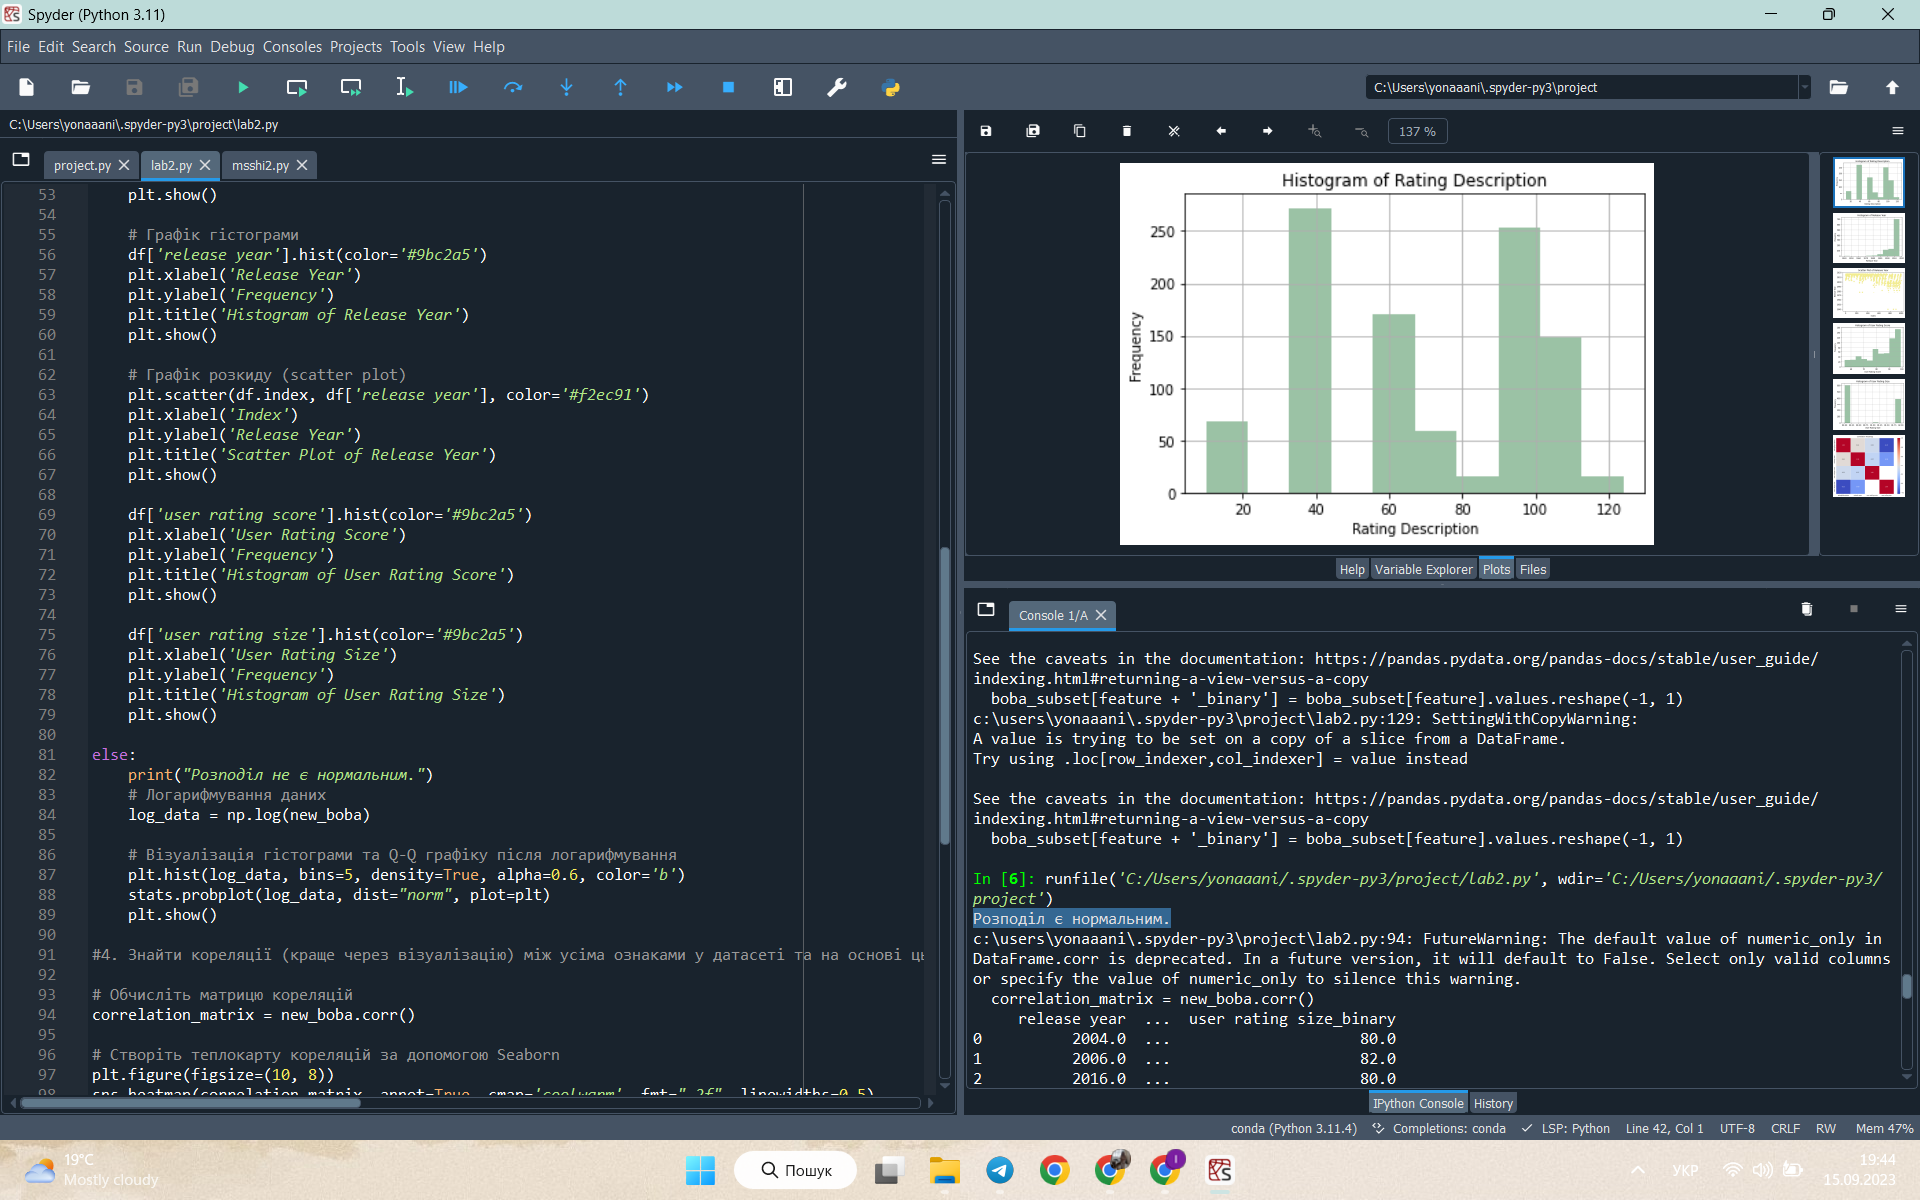 Spyder (Python 3.11)
File Edit Search Source Run Debug Consoles Projects Tools View Help
C:\Users\yonaaani\.spyder-py3\project
C:\Users\yonaaani\.spyder-py3\project\lab2.py
project.py
lab2.py
msshi2.py
53 plt.show()
54
55 # Графік гістограми
56 df['release year'].hist(color='#9bc2a5')
57 plt.xlabel('Release Year')
58 plt.ylabel('Frequency')
59 plt.title('Histogram of Release Year')
60 plt.show()
61
62 # Графік розкиду (scatter plot)
63 plt.scatter(df.index, df['release year'], color='#f2ec91')
64 plt.xlabel('Index')
65 plt.ylabel('Release Year')
66 plt.title('Scatter Plot of Release Year')
67 plt.show()
68
69 df['user rating score'].hist(color='#9bc2a5')
70 plt.xlabel('User Rating Score')
71 plt.ylabel('Frequency')
72 plt.title('Histogram of User Rating Score')
73 plt.show()
74
75 df['user rating size'].hist(color='#9bc2a5')
76 plt.xlabel('User Rating Size')
77 plt.ylabel('Frequency')
78 plt.title('Histogram of User Rating Size')
79 plt.show()
80
81 else:
82 print("Розподіл не є нормальним.")
83 # Логарифмування даних
84 log_data = np.log(new_boba)
85
86 # Візуалізація гістограми та Q-Q графіку після логарифмування
87 plt.hist(log_data, bins=5, density=True, alpha=0.6, color='b')
88 stats.probplot(log_data, dist="norm", plot=plt)
89 plt.show()
90
91 #4. Знайти кореляції (краще через візуалізацію) між усіма ознаками у датасеті та на основі ць
92
93 # Обчисліть матрицю кореляцій
94 correlation_matrix = new_boba.corr()
95
96 # Створіть теплокарту кореляцій за допомогою Seaborn
97 plt.figure(figsize=(10, 8))
98 sns.heatmap(correlation_matrix, annot=True, cmap='coolwarm', fmt=".2f", linewidths=0.5)
137 %
Histogram of Rating Description
Frequency
250
200
150
100
50
0
20 40 60 80 100 120
Rating Description
Help Variable Explorer Plots Files
Console 1/A
See the caveats in the documentation: https://pandas.pydata.org/pandas-docs/stable/user_guide/
indexing.html#returning-a-view-versus-a-copy
boba_subset[feature + '_binary'] = boba_subset[feature].values.reshape(-1, 1)
c:\users\yonaaani\.spyder-py3\project\lab2.py:129: SettingWithCopyWarning:
A value is trying to be set on a copy of a slice from a DataFrame.
Try using .loc[row_indexer,col_indexer] = value instead
See the caveats in the documentation: https://pandas.pydata.org/pandas-docs/stable/user_guide/
indexing.html#returning-a-view-versus-a-copy
boba_subset[feature + '_binary'] = boba_subset[feature].values.reshape(-1, 1)
In [6]: runfile('C:/Users/yonaaani/.spyder-py3/project/lab2.py', wdir='C:/Users/yonaaani/.spyder-py3/
project')
Розподіл є нормальним.
c:\users\yonaaani\.spyder-py3\project\lab2.py:94: FutureWarning: The default value of numeric_only in
DataFrame.corr is deprecated. In a future version, it will default to False. Select only valid columns
or specify the value of numeric_only to silence this warning.
correlation_matrix = new_boba.corr()
release year ... user rating size_binary
0 2004.0 ... 80.0
1 2006.0 ... 82.0
2 2016.0 ... 80.0
IPython Console History
conda (Python 3.11.4) Completions: conda LSP: Python Line 42, Col 1 UTF-8 CRLF RW Mem 47%
19°C
Mostly cloudy
Пошук
УКР
19:44
15.09.2023